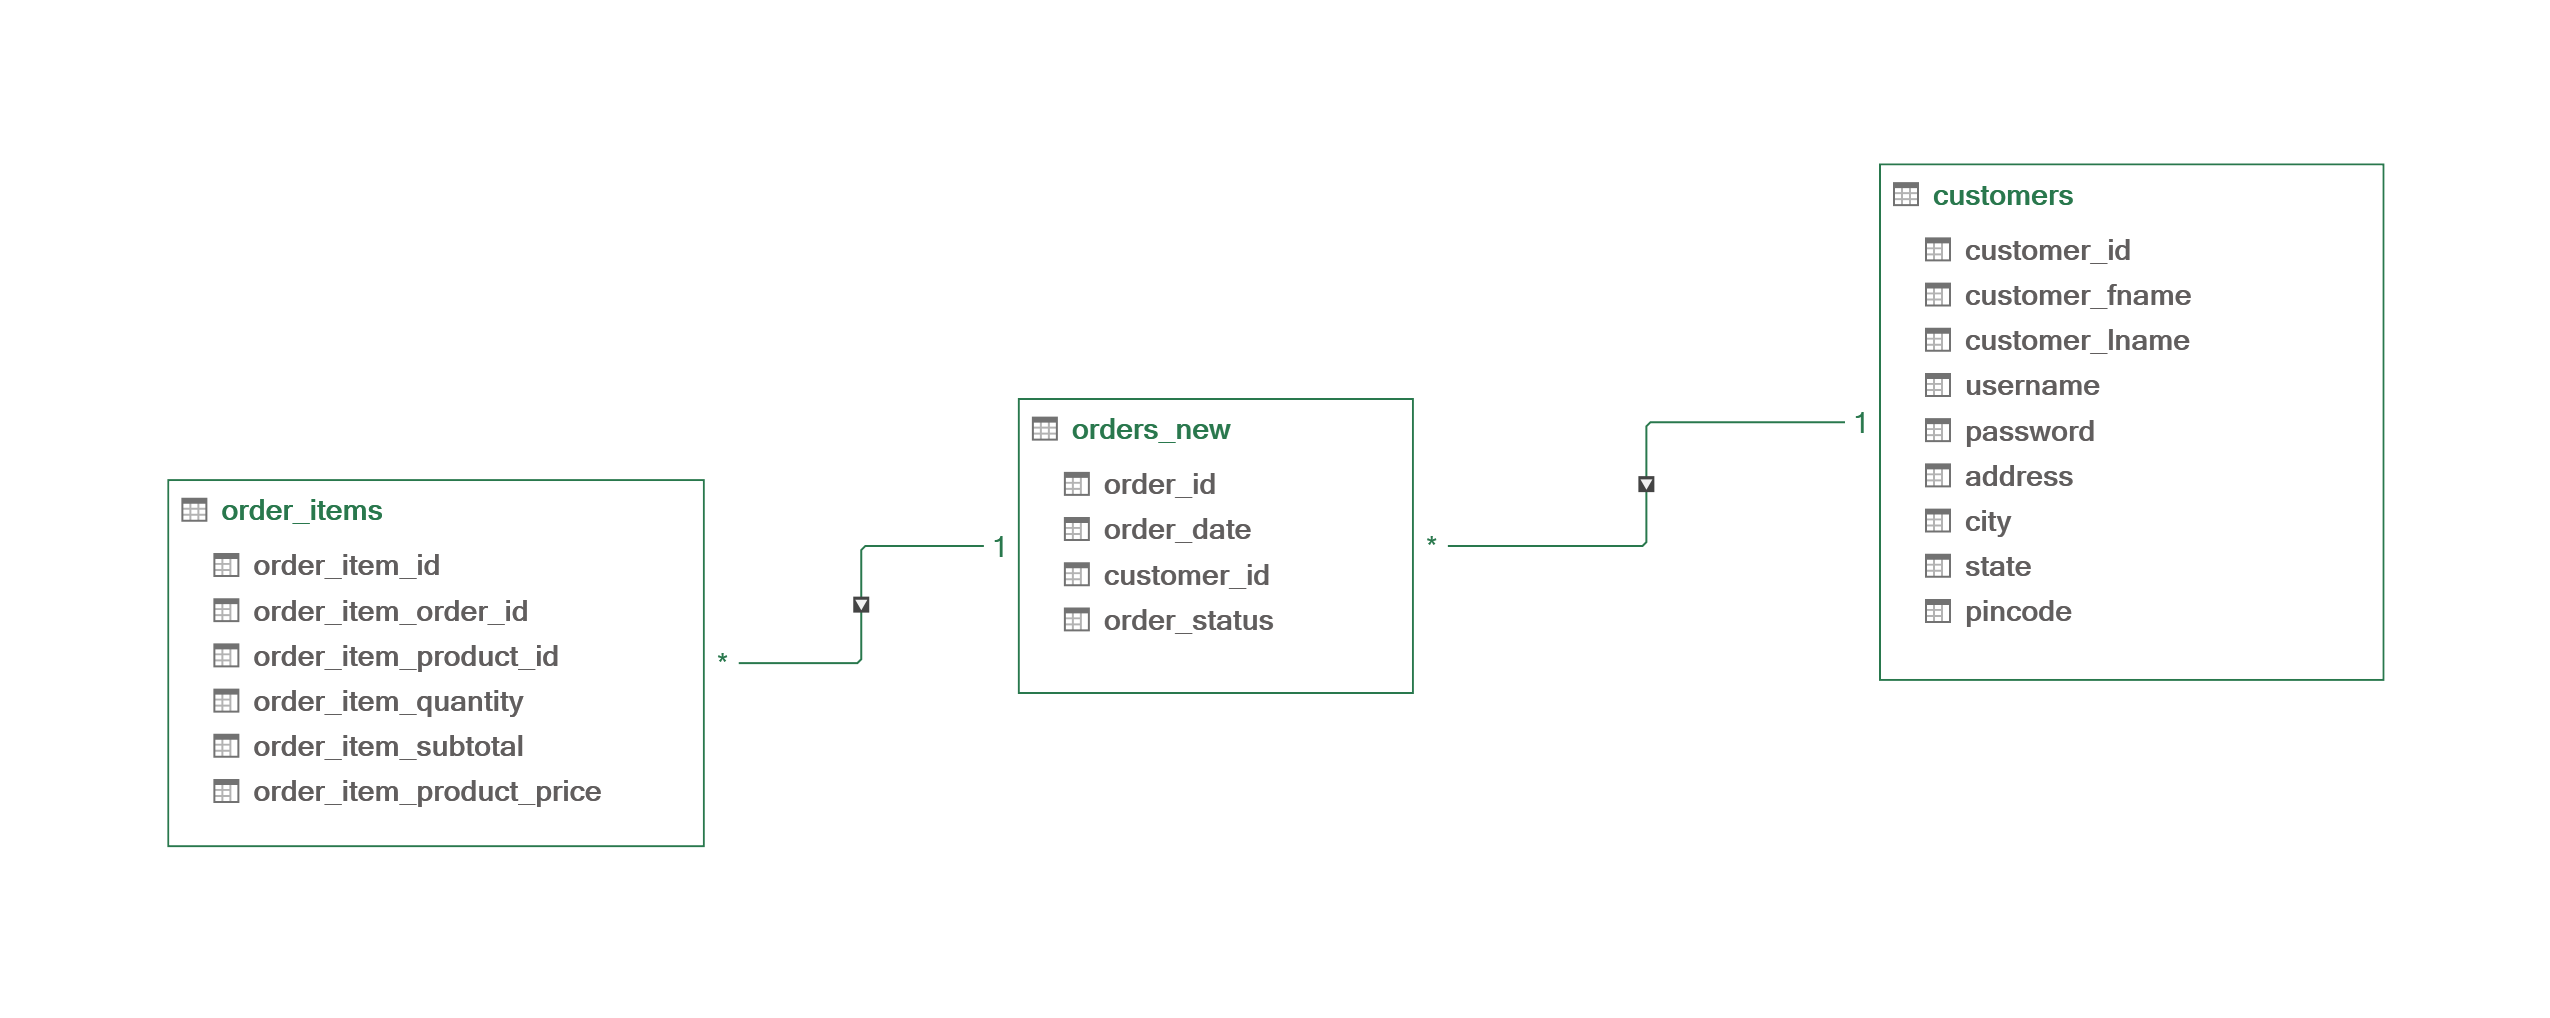 order_items
order_item_id
order_item_order_id
order_item_product_id
order_item_quantity
order_item_subtotal
order_item_product_price
*
1
orders_new
order_id
order_date
customer_id
order_status
*
1
customers
customer_id
customer_fname
customer_lname
username
password
address
city
state
pincode